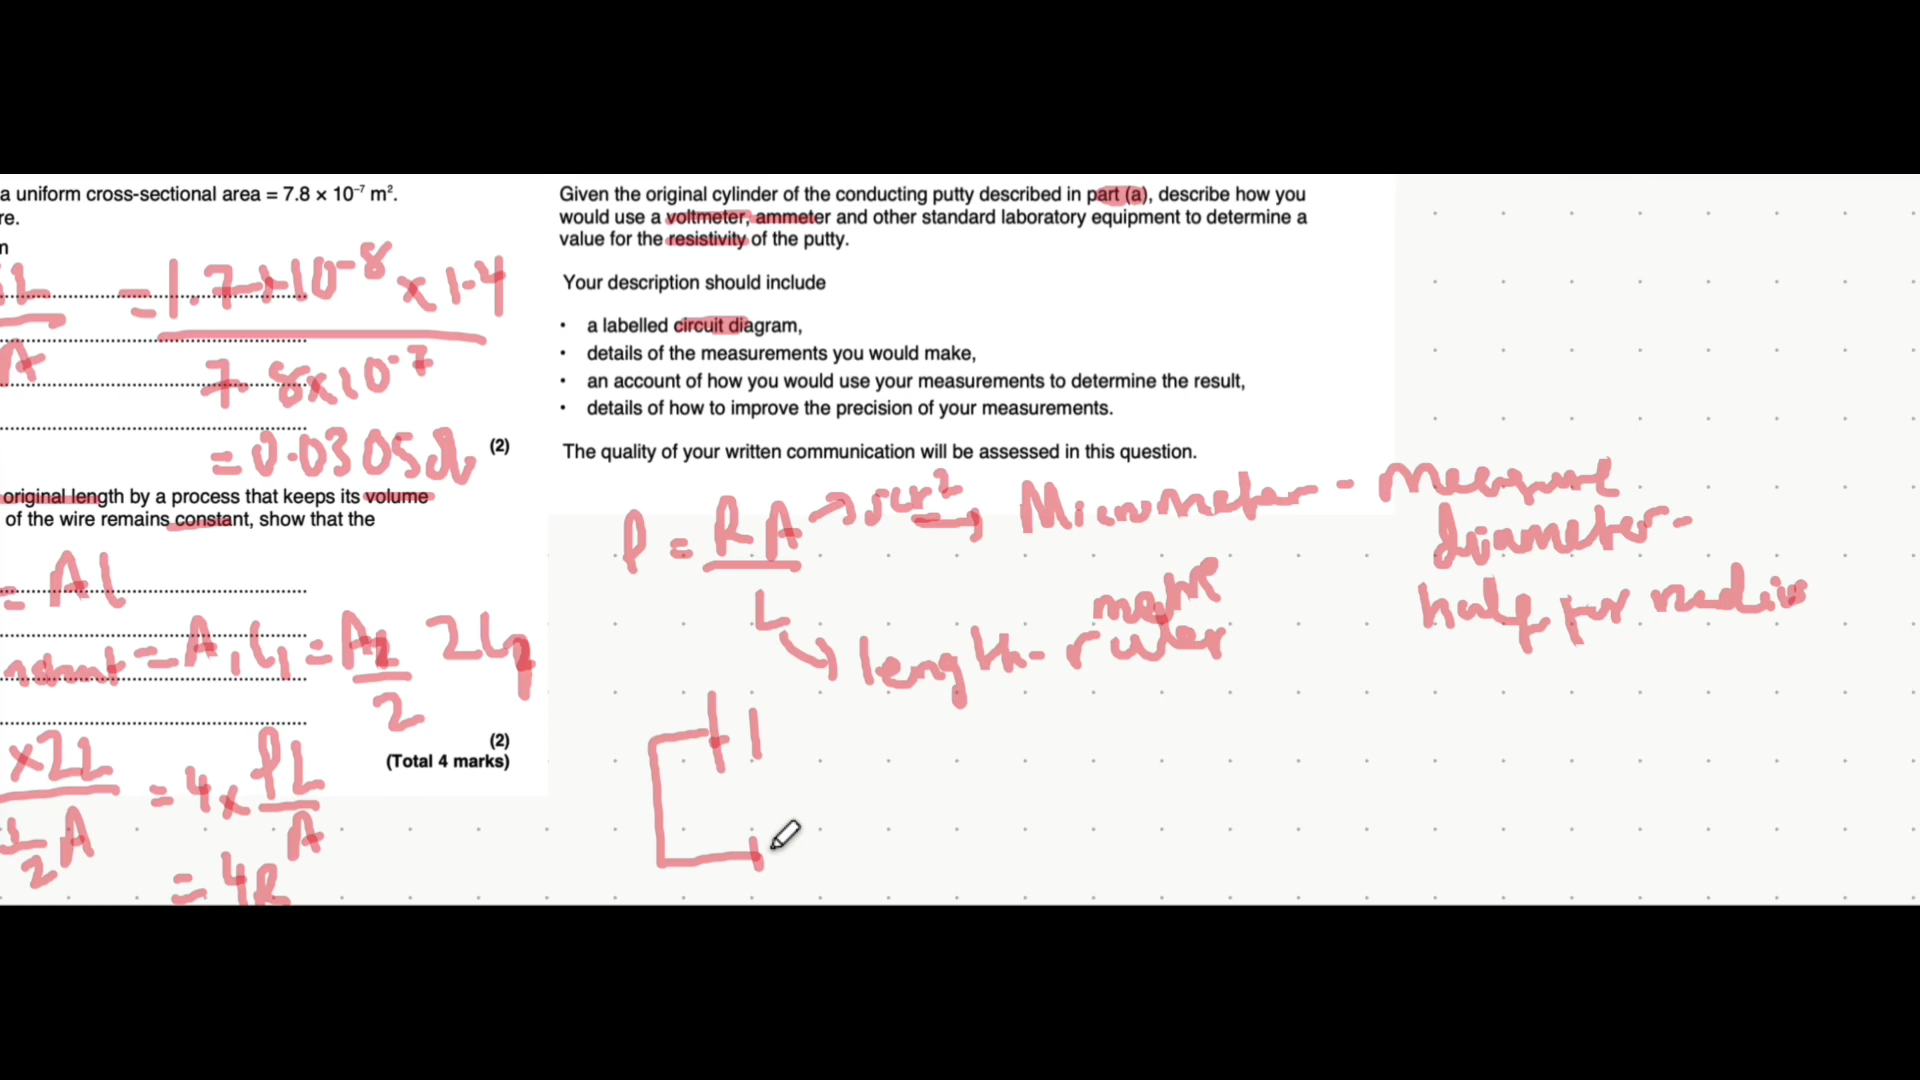 a uniform cross-sectional area = 7.8 × 10⁻⁷ m².
re.
m
= 1.7×10⁻⁸ × 1.4
A
7.8×10⁻⁷
= 0.0305Ω
(2)
original length by a process that keeps its volume
of the wire remains constant, show that the
= Al
= A₁l₁ = A₂ 2l₁
2
(2)
(Total 4 marks)
×2L
½A
= 4 × ρL
A
= 4R
Given the original cylinder of the conducting putty described in part (a), describe how you
would use a voltmeter, ammeter and other standard laboratory equipment to determine a
value for the resistivity of the putty.
Your description should include
• a labelled circuit diagram,
• details of the measurements you would make,
• an account of how you would use your measurements to determine the result,
• details of how to improve the precision of your measurements.
The quality of your written communication will be assessed in this question.
ρ = RA → πr² → Micrometer - measure
diameter -
half for radius
L
→ length - metre
ruler